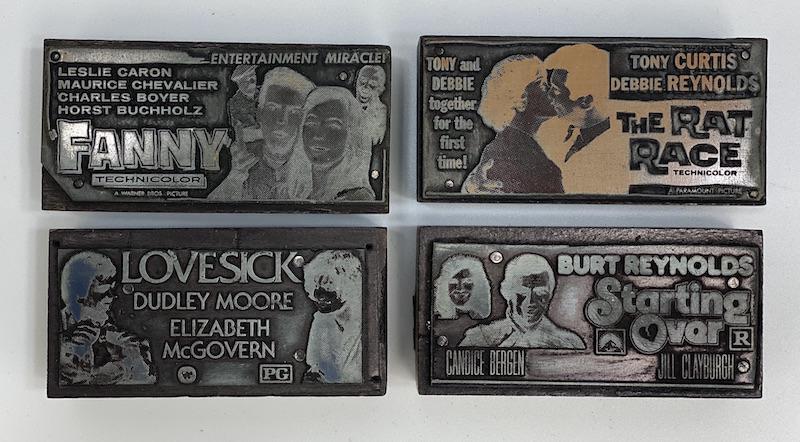 ENTERTAINMENT MIRACLE!
LESLIE CARON
MAURICE CHEVALIER
CHARLES BOYER
HORST BUCHHOLZ
FANNY
TECHNICOLOR
A WARNER BROS. PICTURE
TONY and
DEBBIE
together
for the
first
time!
TONY CURTIS
DEBBIE REYNOLDS
THE RAT
RACE
TECHNICOLOR
A PARAMOUNT PICTURE
LOVESICK
DUDLEY MOORE
ELIZABETH
McGOVERN
PG
BURT REYNOLDS
Starting
Over
R
CANDICE BERGEN
JILL CLAYBURGH